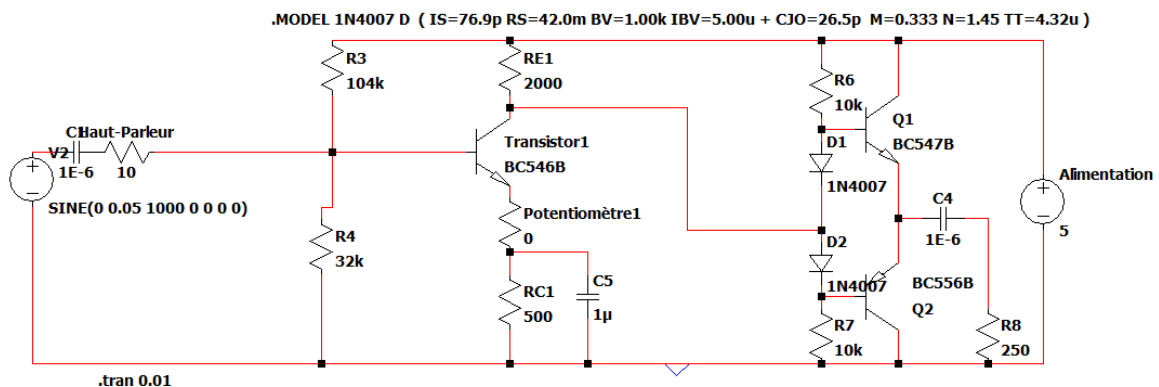 .MODEL 1N4007 D ( IS=76.9p RS=42.0m BV=1.00k IBV=5.00u + CJO=26.5p M=0.333 N=1.45 TT=4.32u )
R3
104k
RE1
2000
R6
10k
Q1
BC547B
C1
Haut-Parleur
V2
1E-6
10
SINE(0 0.05 1000 0 0 0 0)
Transistor1
BC546B
D1
1N4007
Alimentation
5
C4
1E-6
Potentiomètre1
0
R4
32k
D2
1N4007
BC556B
Q2
RC1
500
C5
1µ
R7
10k
R8
250
.tran 0.01